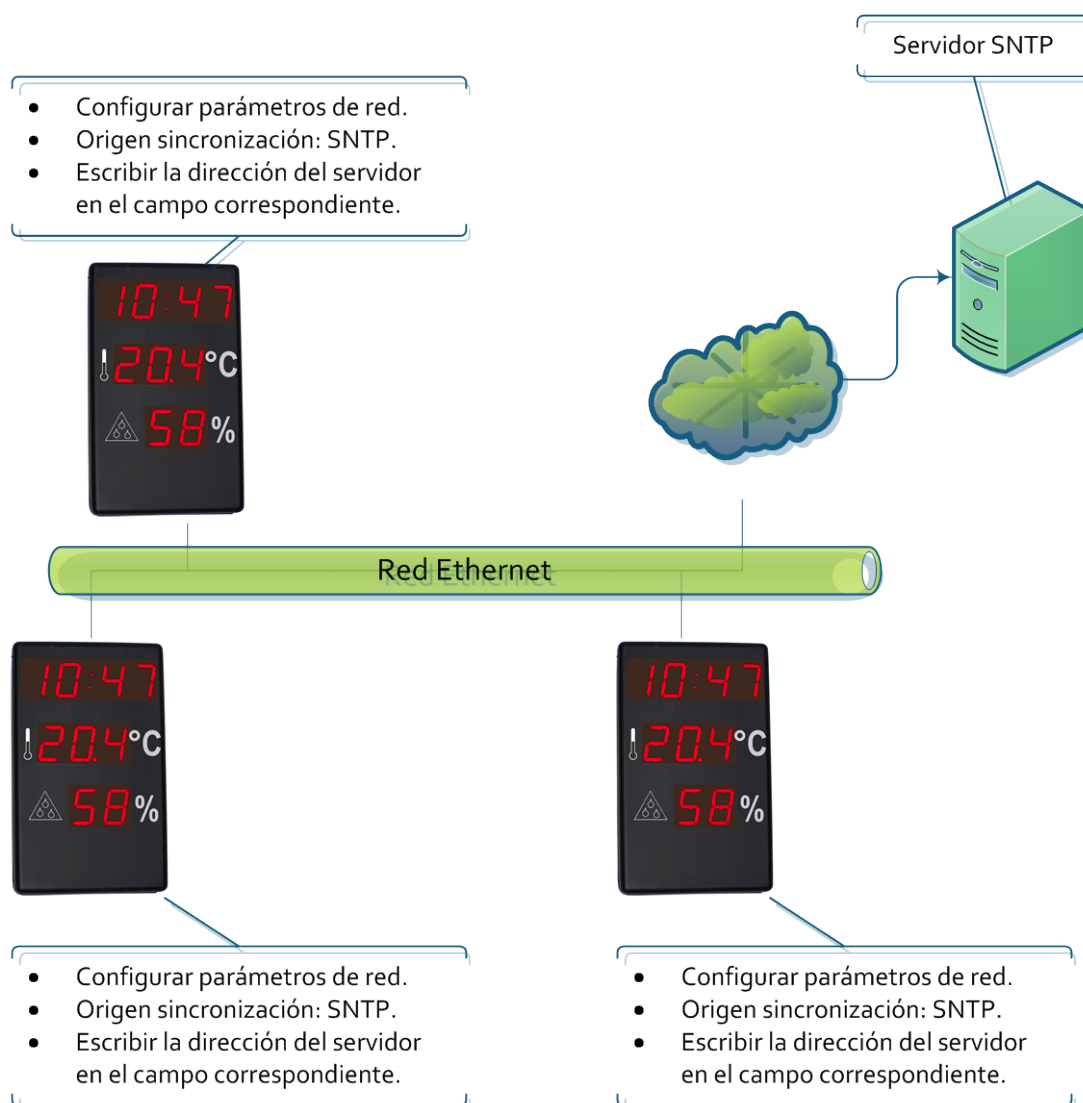 Servidor SNTP
• Configurar parámetros de red.
• Origen sincronización: SNTP.
• Escribir la dirección del servidor
en el campo correspondiente.
10:47
20.4°C
58%
Red Ethernet
10:47
20.4°C
58%
10:47
20.4°C
58%
• Configurar parámetros de red.
• Origen sincronización: SNTP.
• Escribir la dirección del servidor
en el campo correspondiente.
• Configurar parámetros de red.
• Origen sincronización: SNTP.
• Escribir la dirección del servidor
en el campo correspondiente.